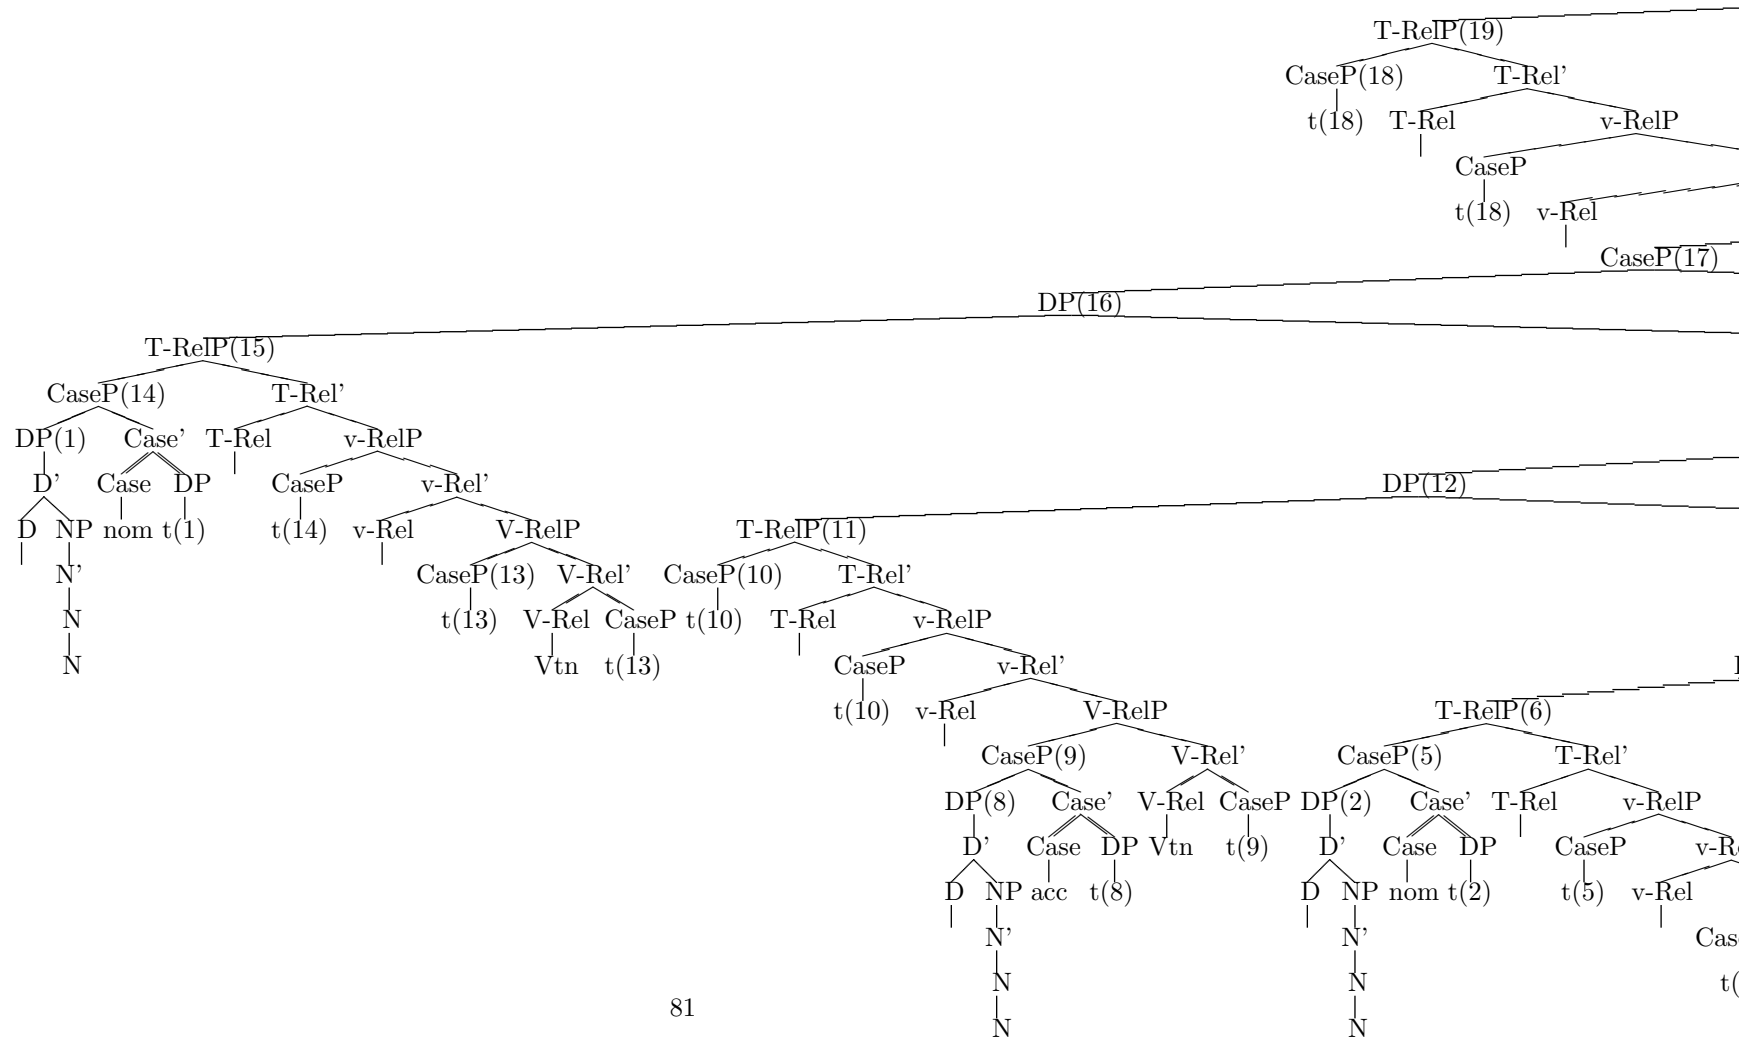 T-RelP(19)
CaseP(18) T-Rel'
t(18) T-Rel v-RelP
CaseP
t(18) v-Rel
CaseP(17)
DP(16)
T-RelP(15)
CaseP(14) T-Rel'
DP(1) Case' T-Rel v-RelP
D' Case DP CaseP v-Rel' DP(12)
D NP nom t(1) t(14) v-Rel V-RelP T-RelP(11)
N' CaseP(13) V-Rel' CaseP(10) T-Rel'
N t(13) V-Rel CaseP t(10) T-Rel v-RelP
N Vtn t(13) CaseP v-Rel'
t(10) v-Rel V-RelP T-RelP(6)
CaseP(9) V-Rel' CaseP(5) T-Rel'
DP(8) Case' V-Rel CaseP DP(2) Case' T-Rel v-RelP
D' Case DP Vtn t(9) D' Case DP CaseP
D NP acc t(8) D NP nom t(2) t(5) v-Rel
N' N'
N N
81
N N